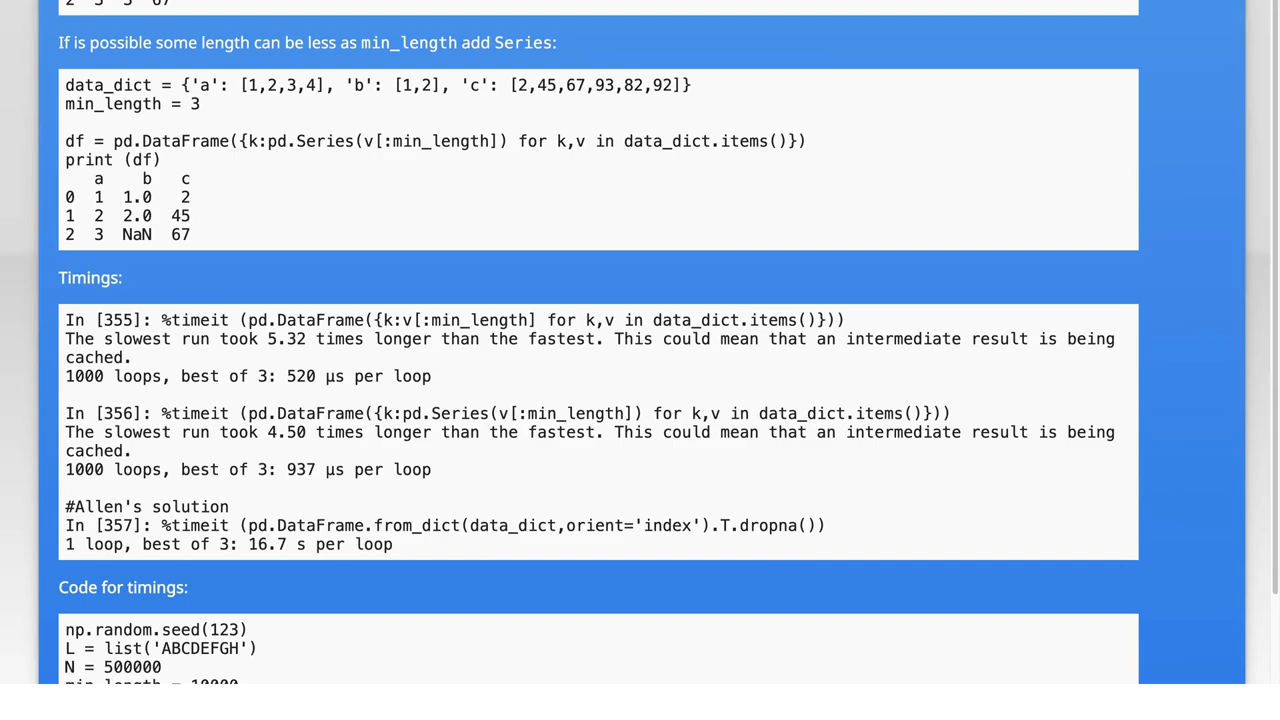 2  3  3  67
If is possible some length can be less as min_length add Series:
data_dict = {'a': [1,2,3,4], 'b': [1,2], 'c': [2,45,67,93,82,92]}
min_length = 3
df = pd.DataFrame({k:pd.Series(v[:min_length]) for k,v in data_dict.items()})
print (df)
   a    b   c
0  1  1.0   2
1  2  2.0  45
2  3  NaN  67
Timings:
In [355]: %timeit (pd.DataFrame({k:v[:min_length] for k,v in data_dict.items()}))
The slowest run took 5.32 times longer than the fastest. This could mean that an intermediate result is being
cached.
1000 loops, best of 3: 520 µs per loop
In [356]: %timeit (pd.DataFrame({k:pd.Series(v[:min_length]) for k,v in data_dict.items()}))
The slowest run took 4.50 times longer than the fastest. This could mean that an intermediate result is being
cached.
1000 loops, best of 3: 937 µs per loop
#Allen's solution
In [357]: %timeit (pd.DataFrame.from_dict(data_dict,orient='index').T.dropna())
1 loop, best of 3: 16.7 s per loop
Code for timings:
np.random.seed(123)
L = list('ABCDEFGH')
N = 500000
min_length = 10000